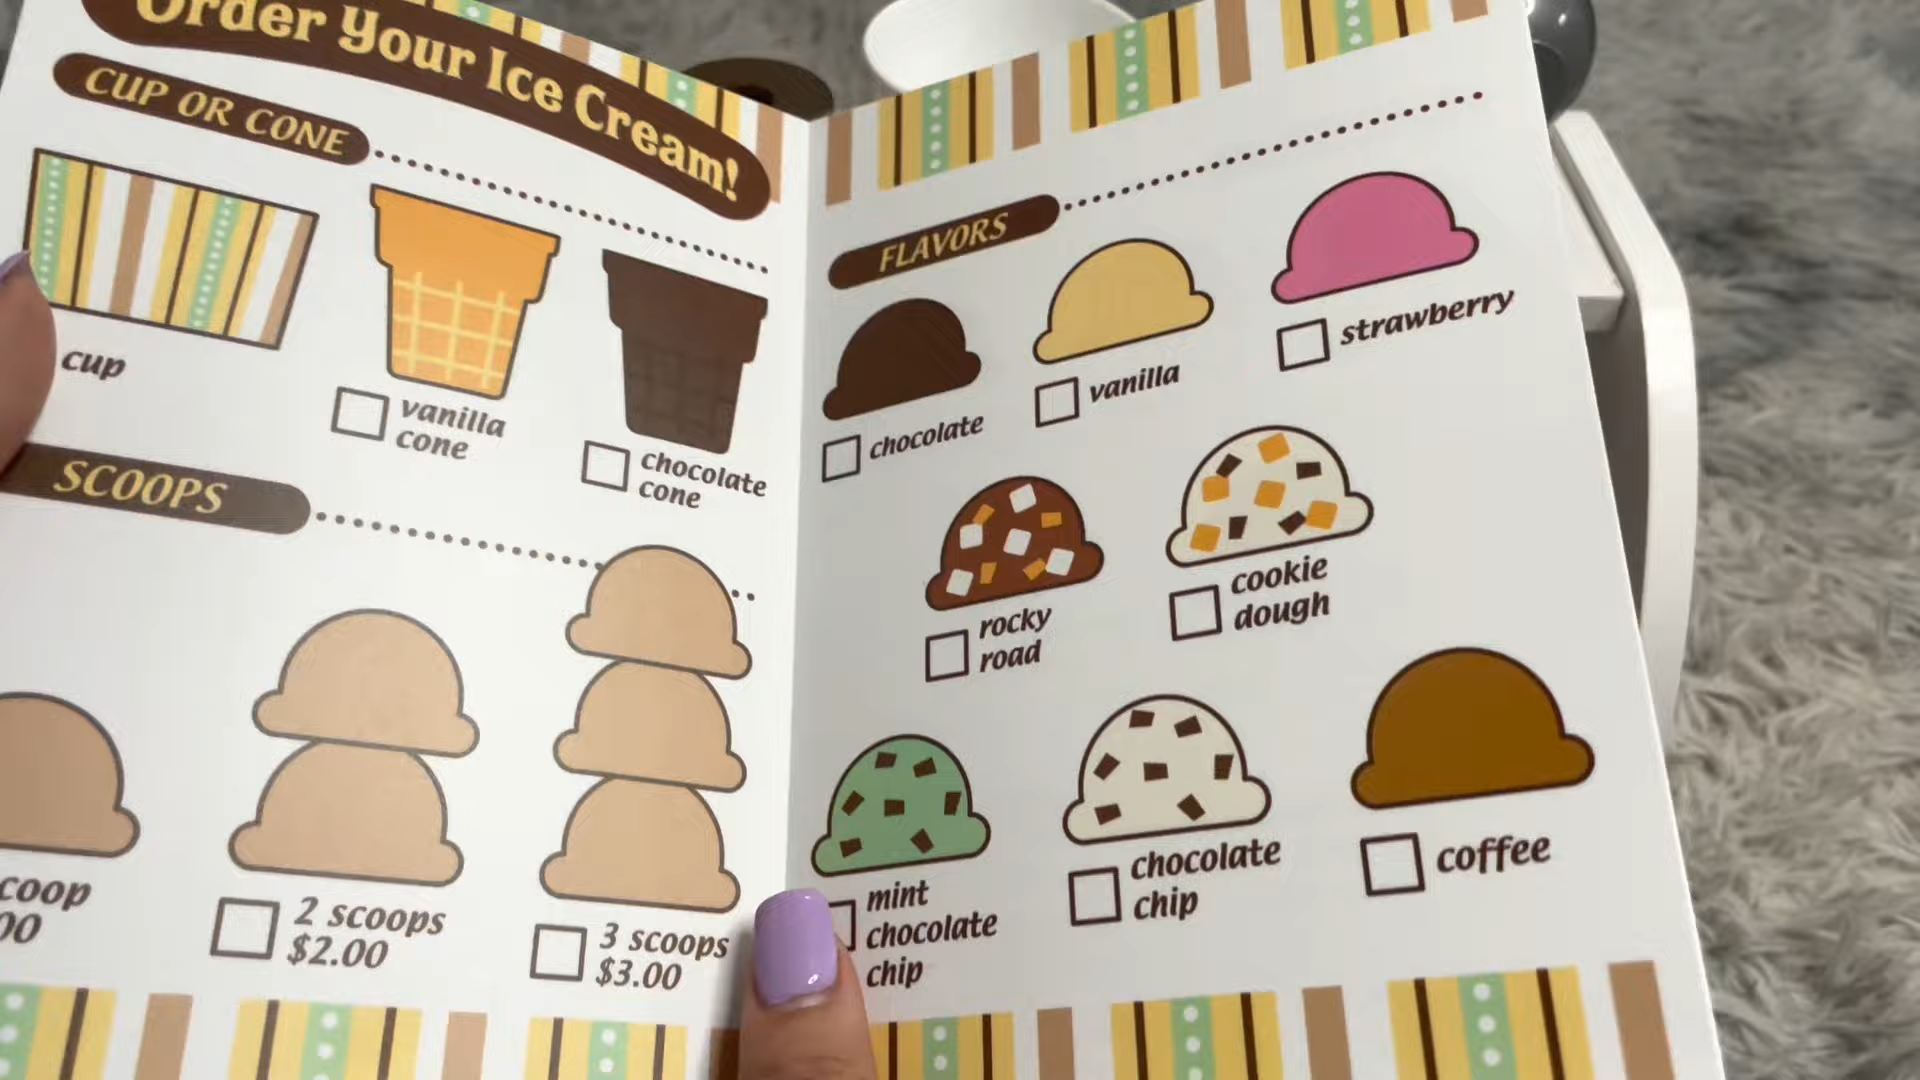 Order Your Ice Cream!
CUP OR CONE
cup
vanilla
cone
chocolate
cone
SCOOPS
2 scoops
$2.00
3 scoops
$3.00
FLAVORS
chocolate
vanilla
strawberry
rocky
road
cookie
dough
mint
chocolate
chip
chocolate
chip
coffee